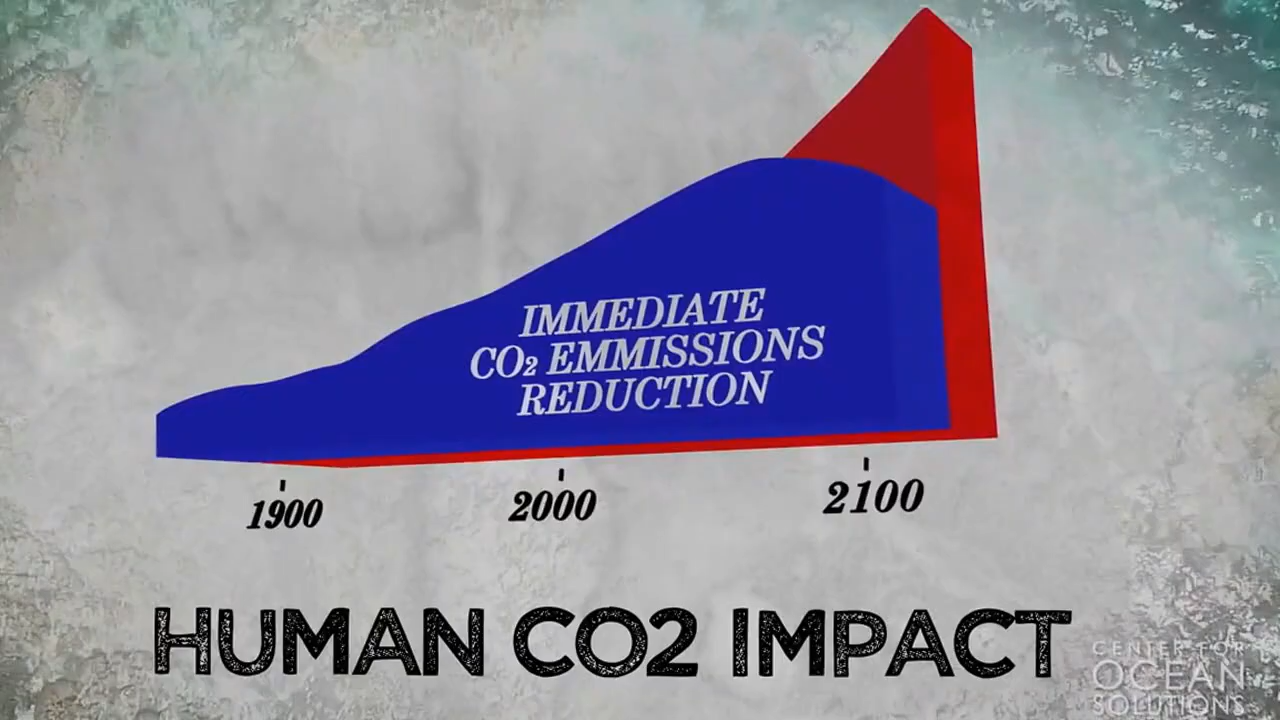 IMMEDIATE
CO₂ EMMISSIONS
REDUCTION
1900 2000 2100
HUMAN CO2 IMPACT
CENTER FOR
OCEAN
SOLUTIONS